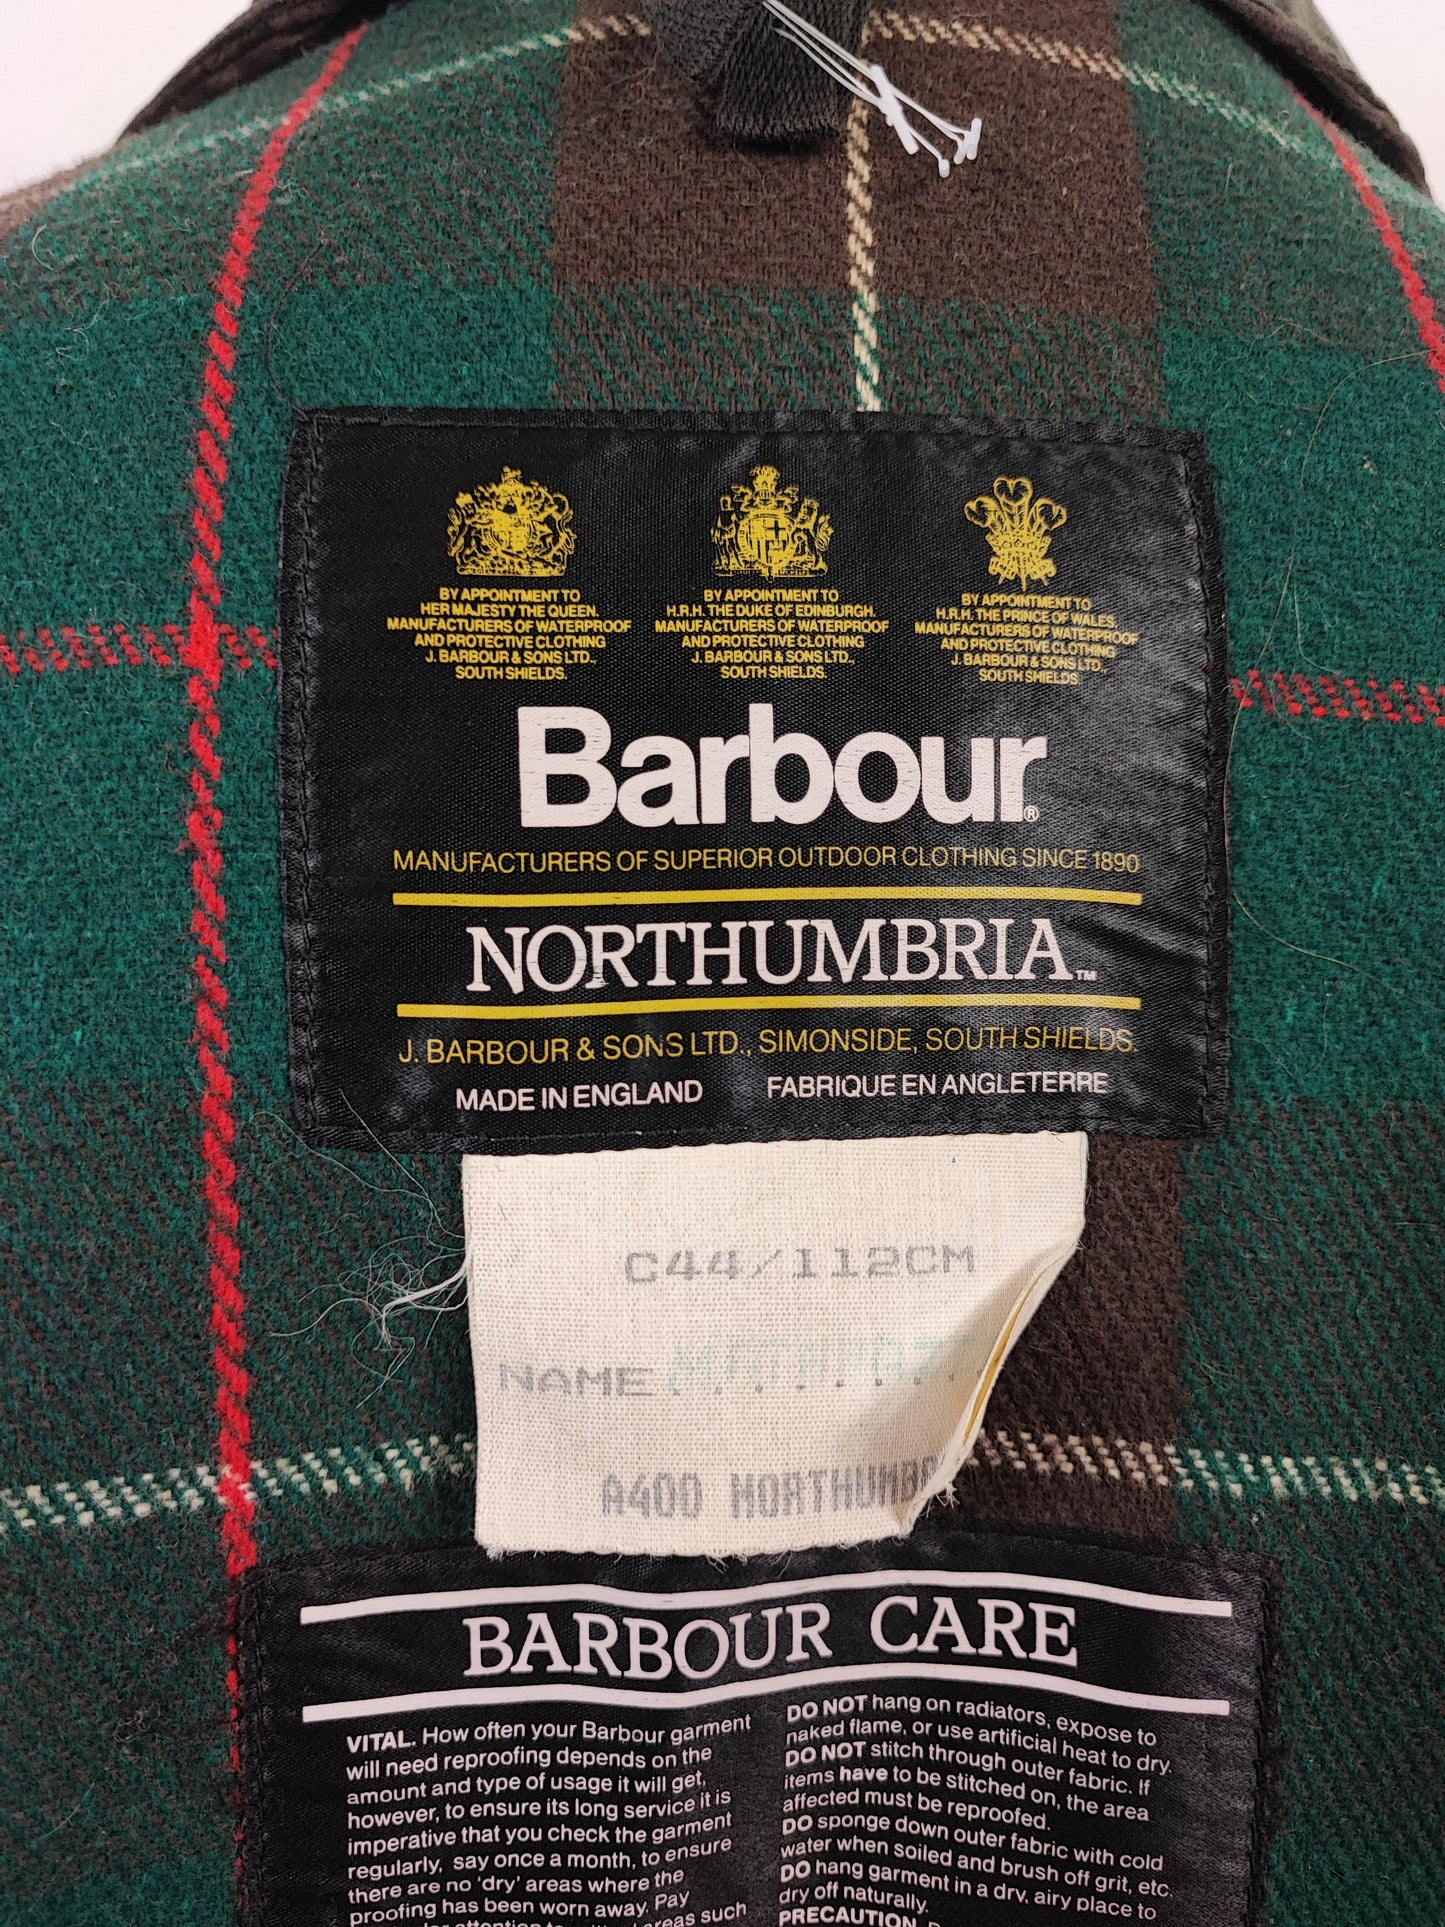 BY APPOINTMENT TO
HER MAJESTY THE QUEEN.
MANUFACTURERS OF WATERPROOF
AND PROTECTIVE CLOTHING
J. BARBOUR & SONS LTD.,
SOUTH SHIELDS.
BY APPOINTMENT TO
H.R.H. THE DUKE OF EDINBURGH.
MANUFACTURERS OF WATERPROOF
AND PROTECTIVE CLOTHING
J. BARBOUR & SONS LTD.,
SOUTH SHIELDS.
BY APPOINTMENT TO
H.R.H. THE PRINCE OF WALES.
MANUFACTURERS OF WATERPROOF
AND PROTECTIVE CLOTHING
J. BARBOUR & SONS LTD.,
SOUTH SHIELDS.
Barbour®
MANUFACTURERS OF SUPERIOR OUTDOOR CLOTHING SINCE 1890
NORTHUMBRIA™
J. BARBOUR & SONS LTD., SIMONSIDE, SOUTH SHIELDS.
MADE IN ENGLAND FABRIQUE EN ANGLETERRE
C44/112CM
NAME
A400 NORTHUMB
BARBOUR CARE
VITAL. How often your Barbour garment
will need reproofing depends on the
amount and type of usage it will get,
however, to ensure its long service it is
imperative that you check the garment
regularly, say once a month, to ensure
there are no 'dry' areas where the
proofing has been worn away. Pay
attention to areas such
DO NOT hang on radiators, expose to
naked flame, or use artificial heat to dry.
DO NOT stitch through outer fabric. If
items have to be stitched on, the area
affected must be reproofed.
DO sponge down outer fabric with cold
water when soiled and brush off grit, etc.
DO hang garment in a dry, airy place to
dry off naturally.
PRECAUTION.